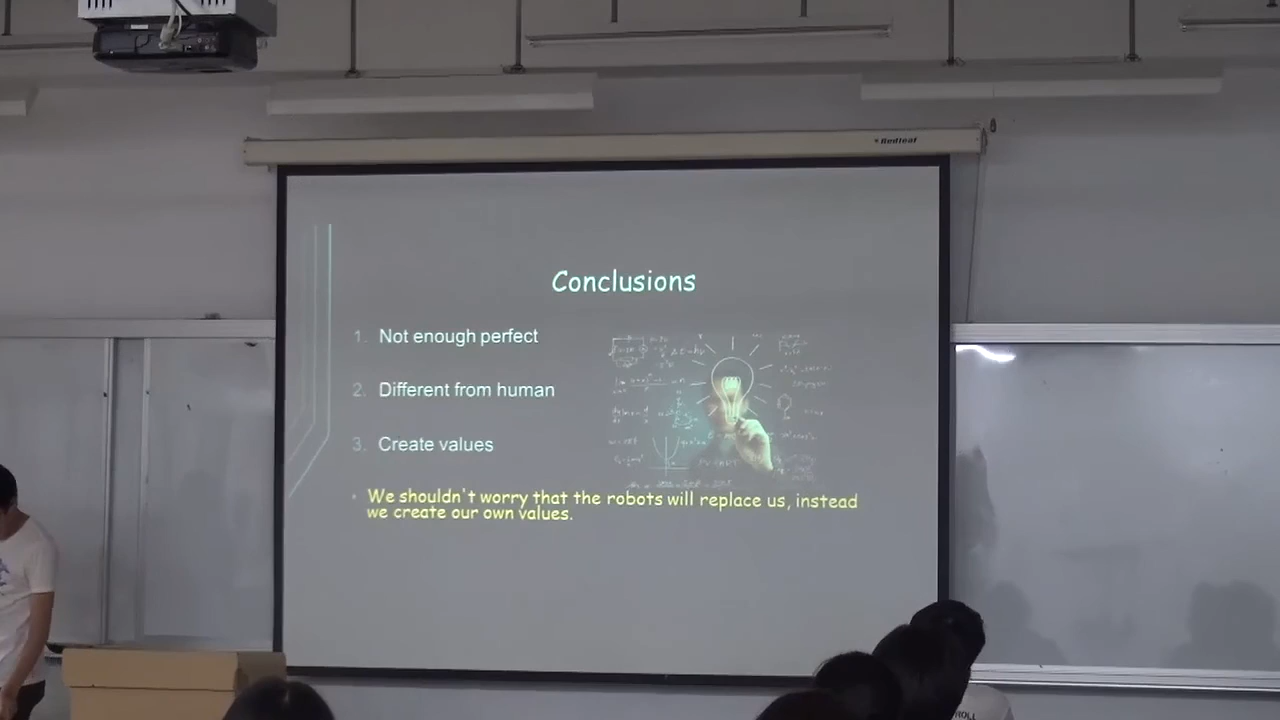 Redleaf
Conclusions
1. Not enough perfect
2. Different from human
3. Create values
• We shouldn't worry that the robots will replace us, instead
we create our own values.